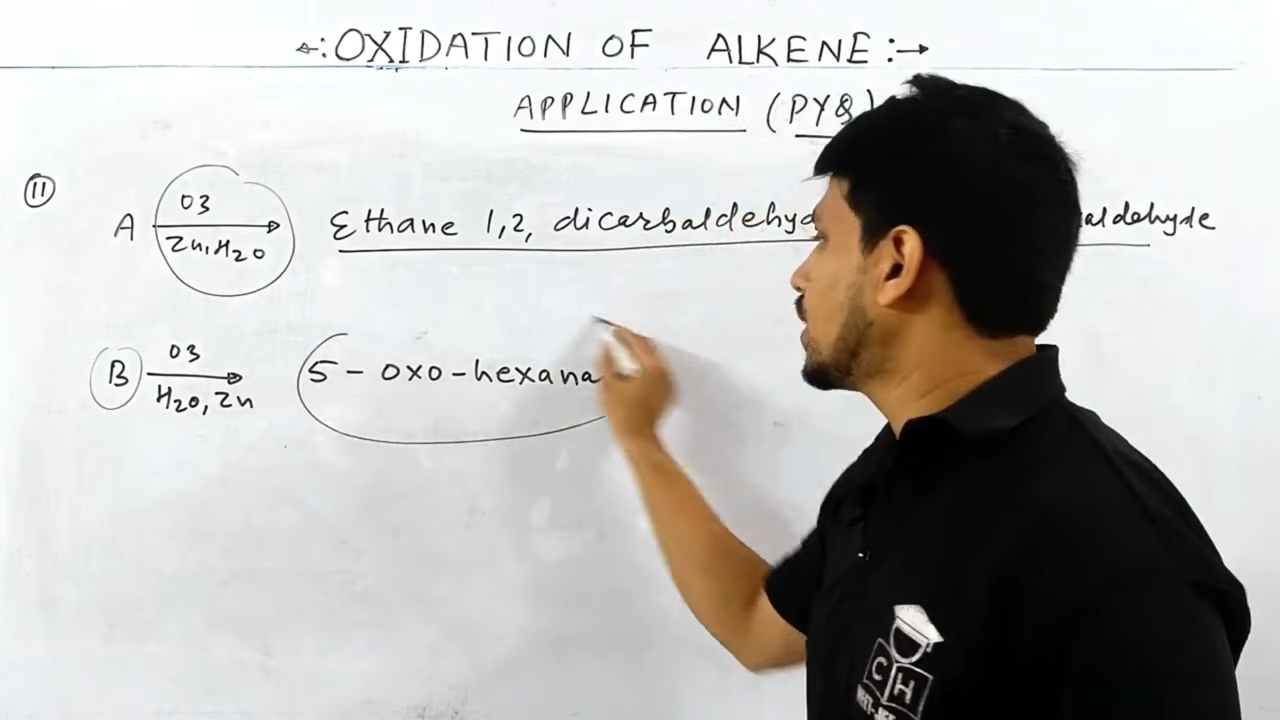 ←: OXIDATION OF ALKENE :→
APPLICATION (PYQ)
11
A O3 Zn, H2O Ethane 1,2, dicarbaldehyd aldehyde
B O3 H2O, Zn 5 - oxo - hexana
C H